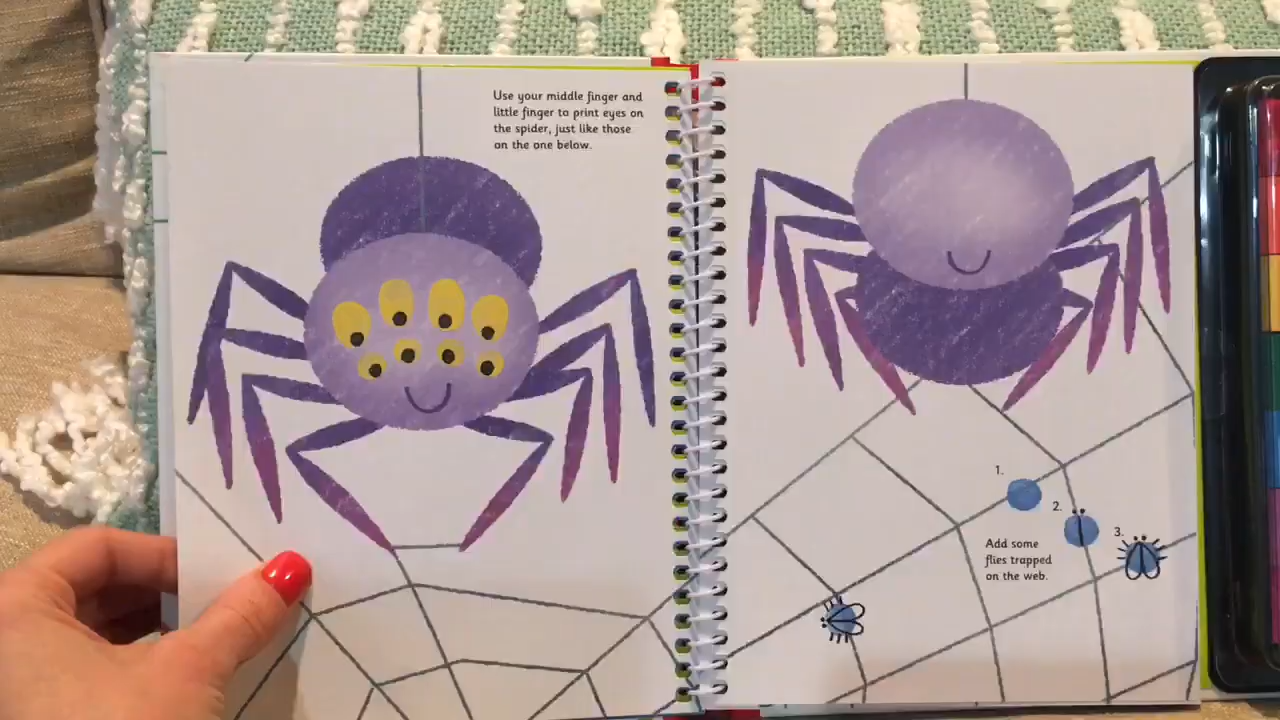 Use your middle finger and
little finger to print eyes on
the spider, just like those
on the one below.
1.
2.
3.
Add some
flies trapped
on the web.